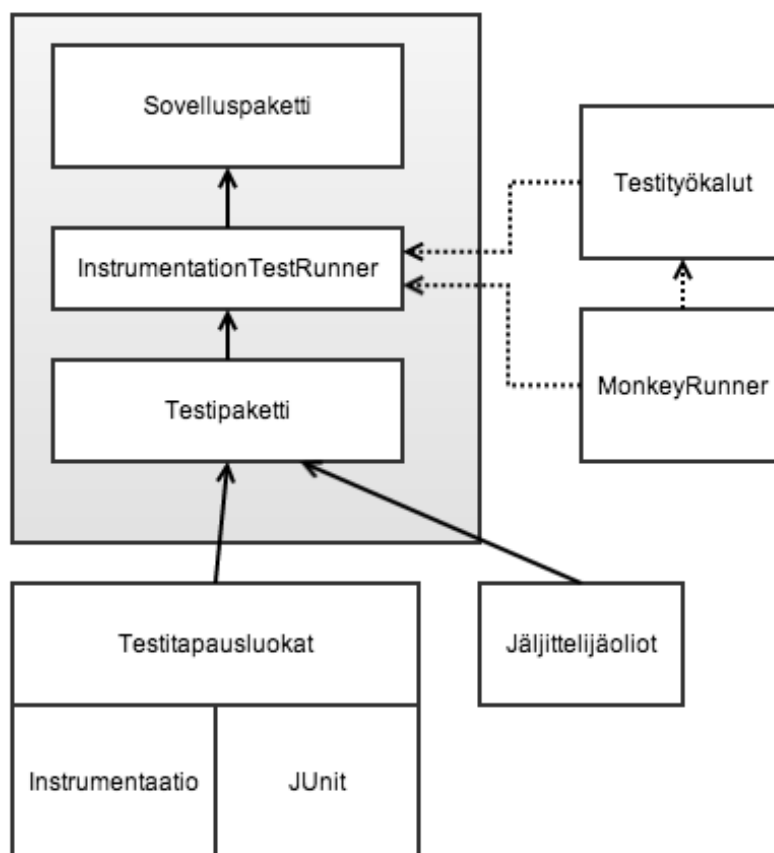 Sovelluspaketti
Testityökalut
InstrumentationTestRunner
MonkeyRunner
Testipaketti
Testitapausluokat
Jäljittelijäoliot
Instrumentaatio
JUnit